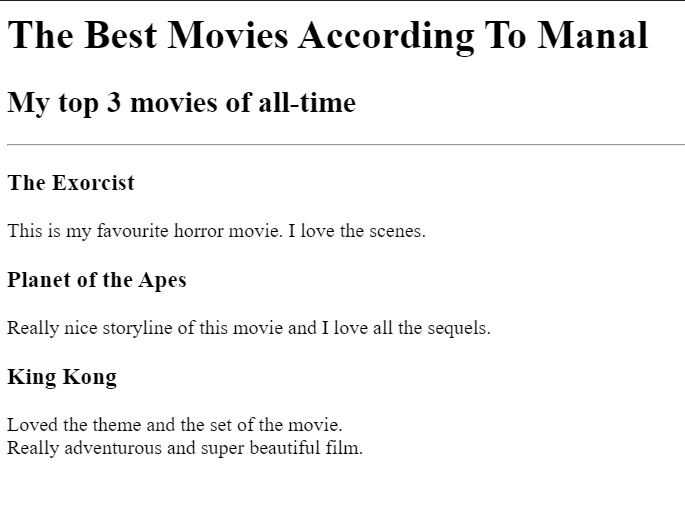 The Best Movies According To Manal
My top 3 movies of all-time
The Exorcist
This is my favourite horror movie. I love the scenes.
Planet of the Apes
Really nice storyline of this movie and I love all the sequels.
King Kong
Loved the theme and the set of the movie.
Really adventurous and super beautiful film.